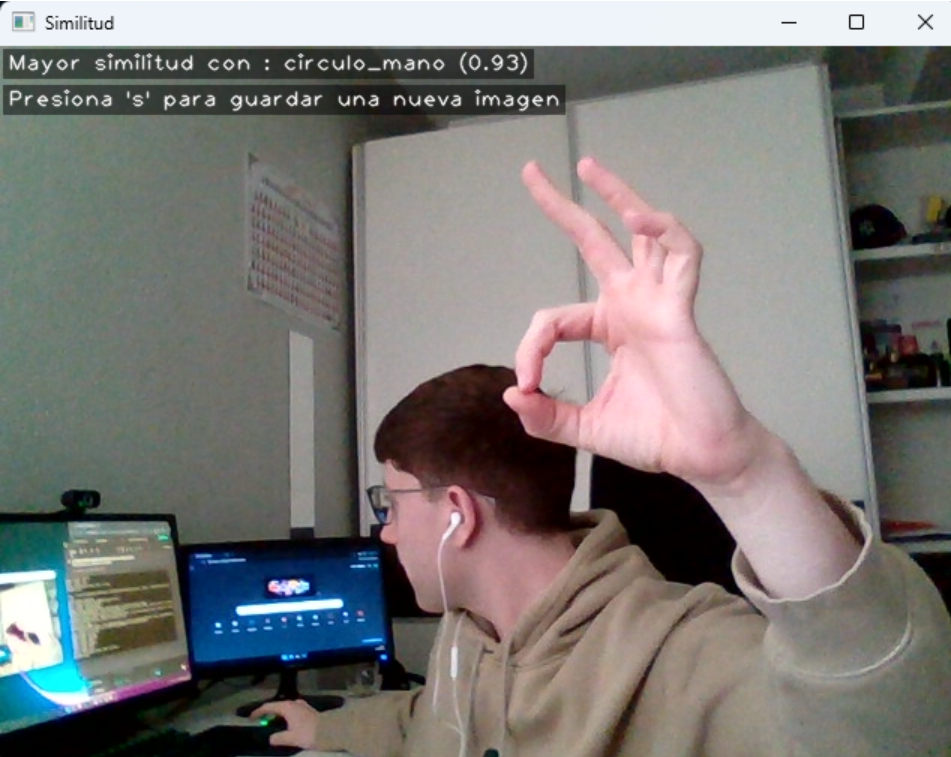 Similitud
Mayor similitud con : circulo_mano (0.93)
Presiona 's' para guardar una nueva imagen